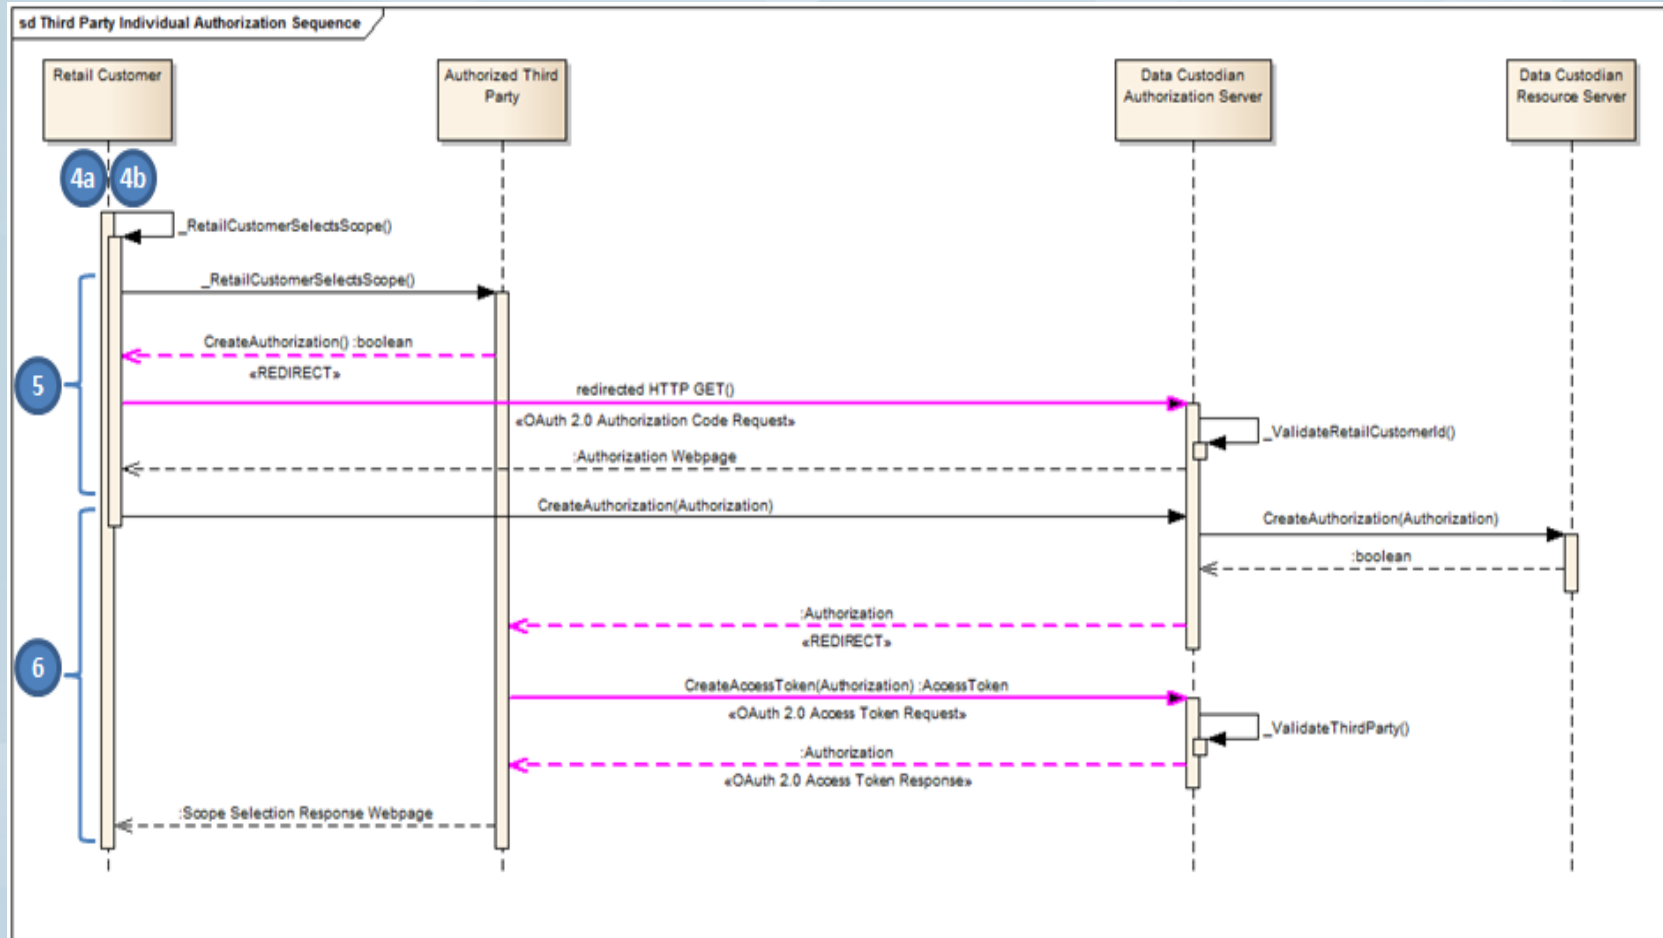 sd Third Party Individual Authorization Sequence
Retail Customer
Authorized Third
Party
Data Custodian
Authorization Server
Data Custodian
Resource Server
4a
4b
_RetailCustomerSelectsScope()
_RetailCustomerSelectsScope()
CreateAuthorization() :boolean
«REDIRECT»
5
redirected HTTP GET()
«OAuth 2.0 Authorization Code Request»
_ValidateRetailCustomerId()
:Authorization Webpage
CreateAuthorization(Authorization)
CreateAuthorization(Authorization)
:boolean
:Authorization
«REDIRECT»
6
CreateAccessToken(Authorization) :AccessToken
«OAuth 2.0 Access Token Request»
_ValidateThirdParty()
:Authorization
«OAuth 2.0 Access Token Response»
:Scope Selection Response Webpage